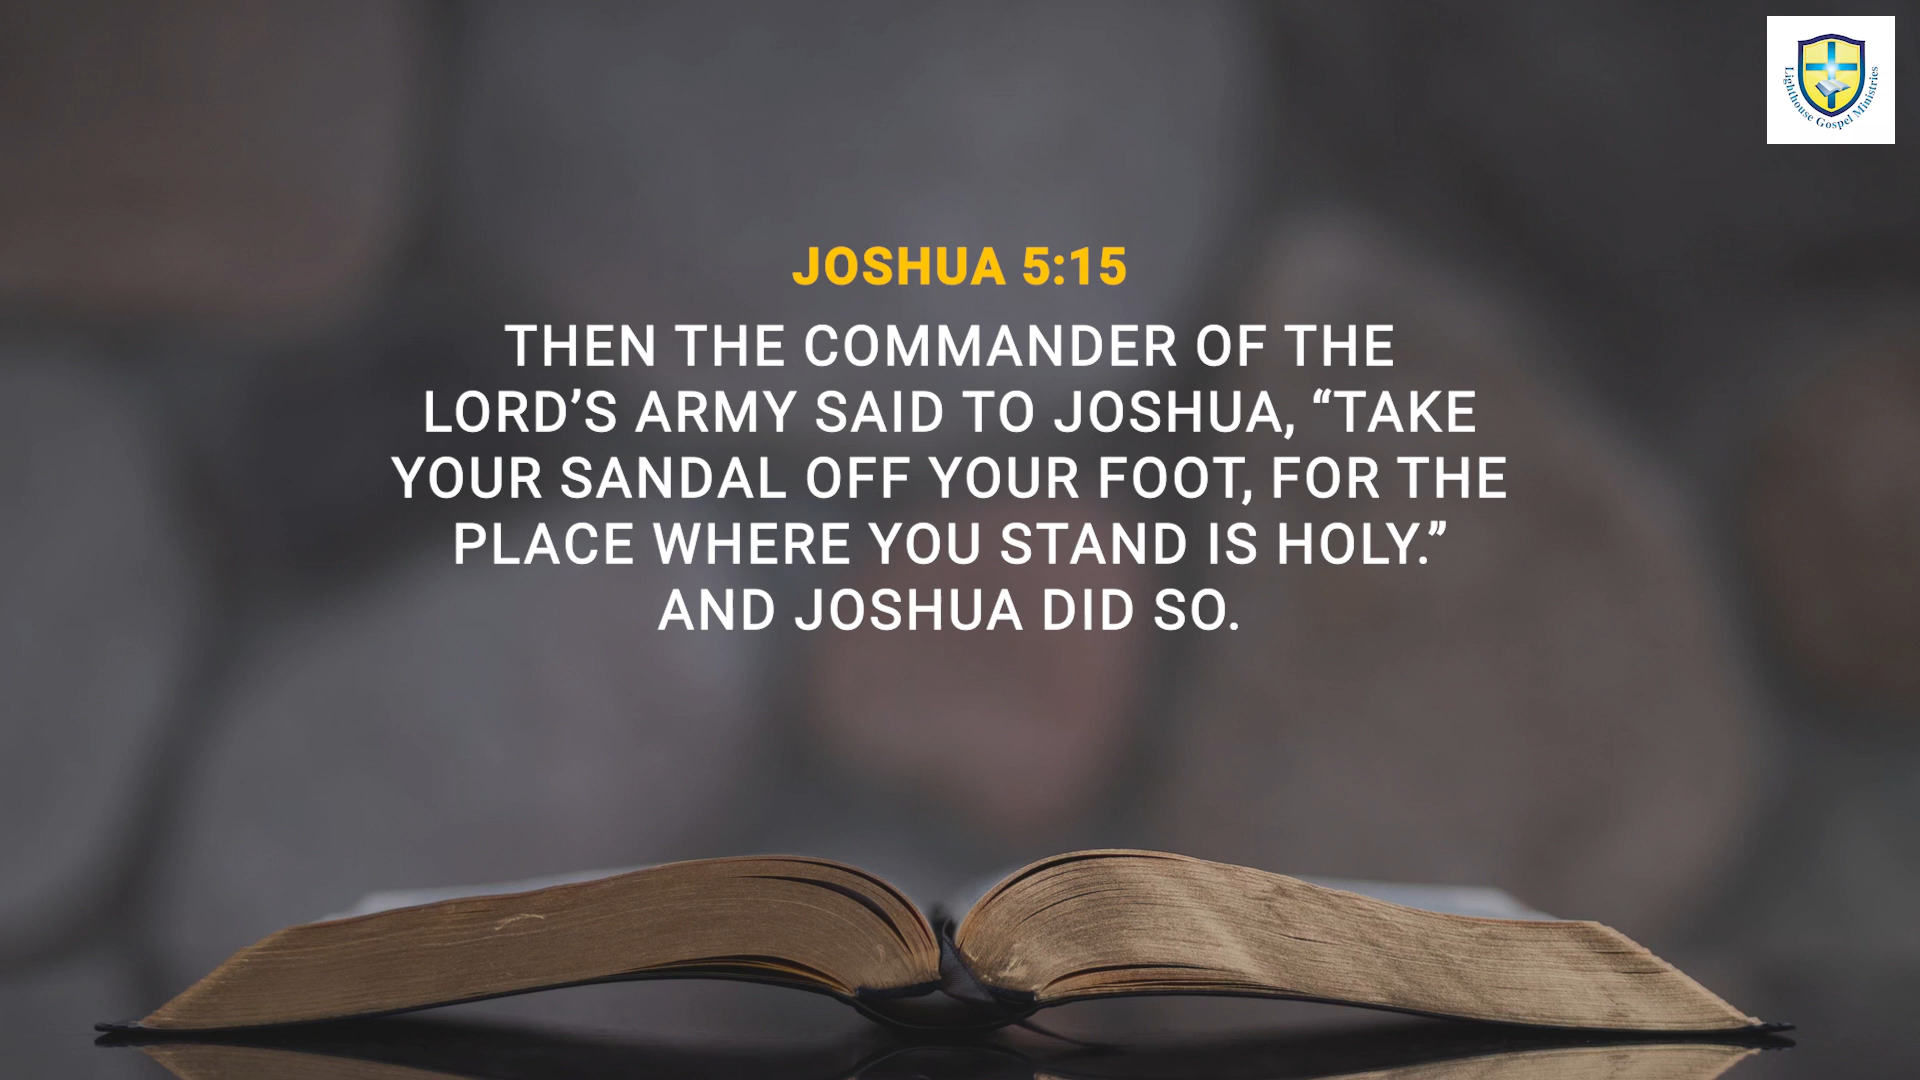 Lighthouse Gospel Ministries
JOSHUA 5:15
THEN THE COMMANDER OF THE
LORD’S ARMY SAID TO JOSHUA, “TAKE
YOUR SANDAL OFF YOUR FOOT, FOR THE
PLACE WHERE YOU STAND IS HOLY.”
AND JOSHUA DID SO.